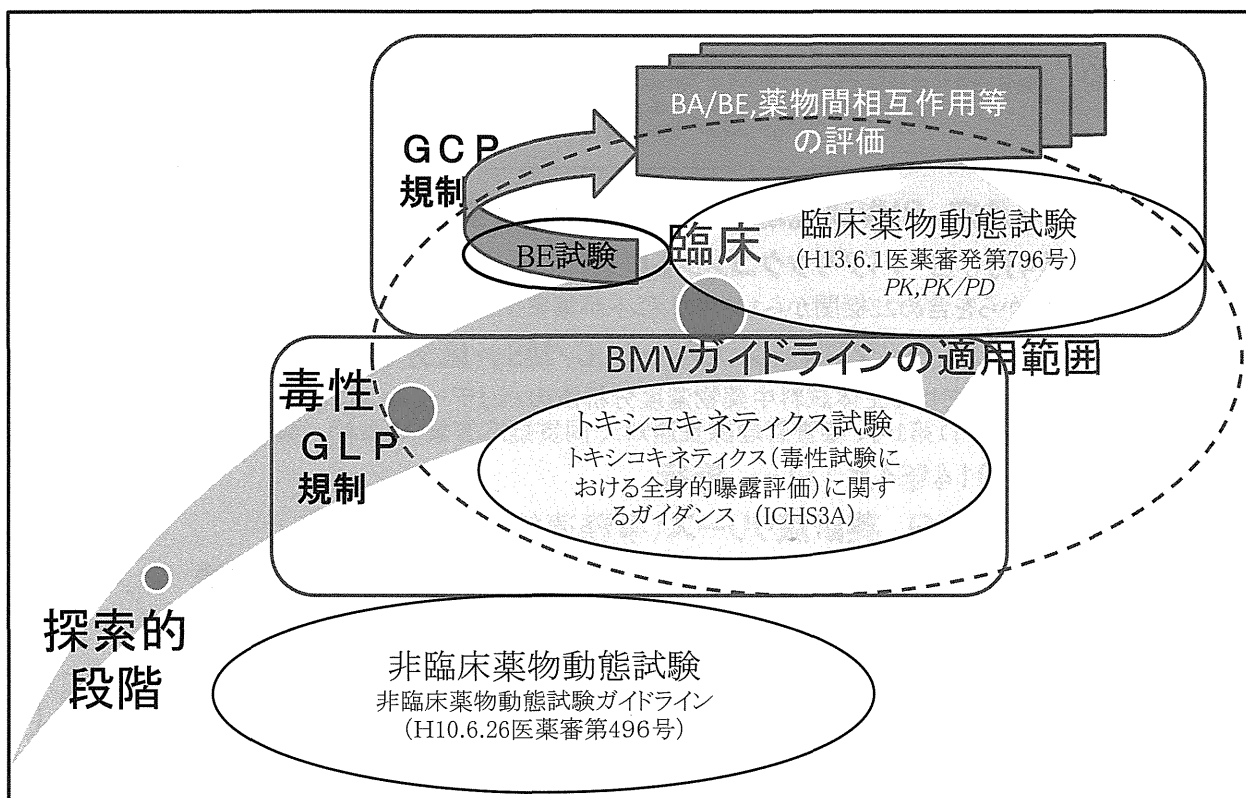 BA/BE,薬物間相互作用等
の評価
GCP
規制
BE試験
臨床
臨床薬物動態試験
(H13.6.1医薬審発第796号)
PK,PK/PD
BMVガイドラインの適用範囲
毒性
GLP
規制
トキシコキネティクス試験
トキシコキネティクス(毒性試験に
おける全身的曝露評価)に関す
るガイダンス (ICHS3A)
探索的
段階
非臨床薬物動態試験
非臨床薬物動態試験ガイドライン
(H10.6.26医薬審第496号)